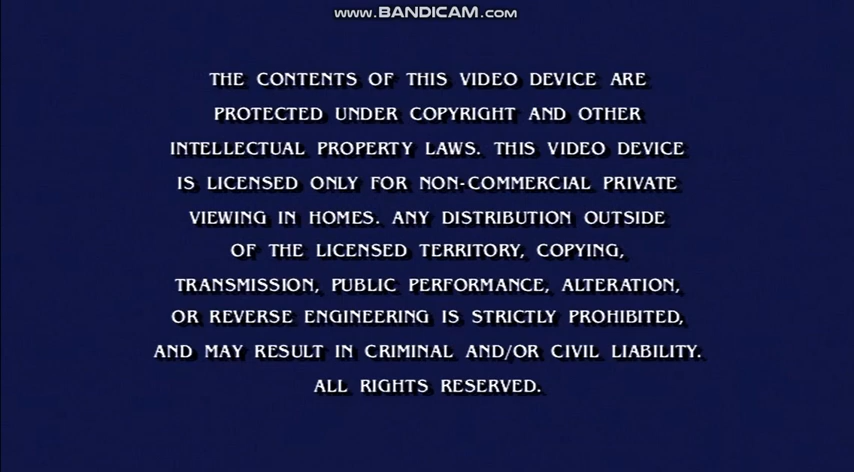 www.BANDICAM.com
THE CONTENTS OF THIS VIDEO DEVICE ARE
PROTECTED UNDER COPYRIGHT AND OTHER
INTELLECTUAL PROPERTY LAWS. THIS VIDEO DEVICE
IS LICENSED ONLY FOR NON-COMMERCIAL PRIVATE
VIEWING IN HOMES. ANY DISTRIBUTION OUTSIDE
OF THE LICENSED TERRITORY, COPYING,
TRANSMISSION, PUBLIC PERFORMANCE, ALTERATION,
OR REVERSE ENGINEERING IS STRICTLY PROHIBITED,
AND MAY RESULT IN CRIMINAL AND/OR CIVIL LIABILITY.
ALL RIGHTS RESERVED.